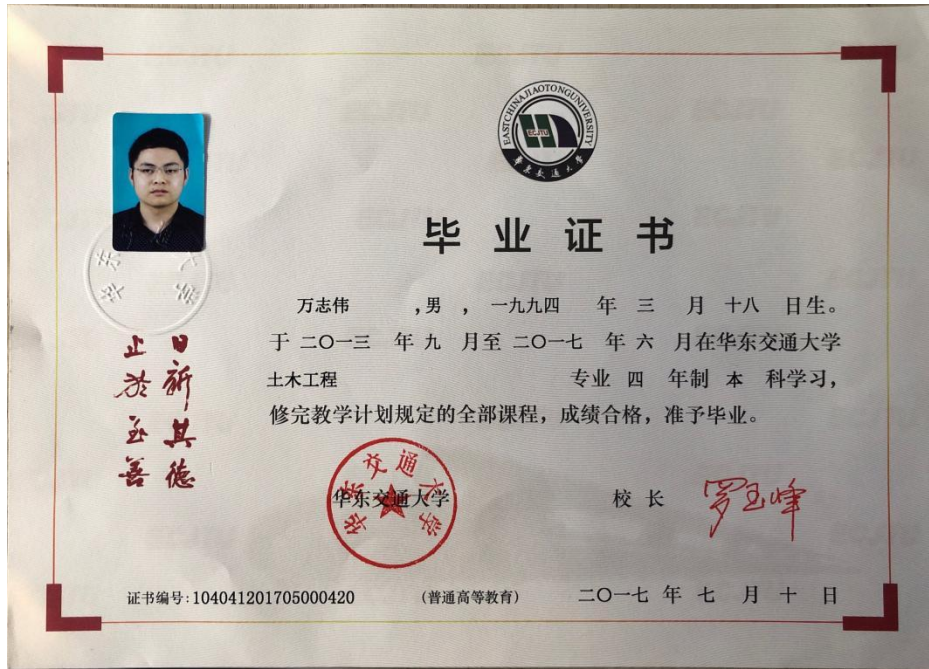 EAST CHINA JIAOTONG UNIVERSITY
ECJTU
华东交通大学
毕业证书
万志伟 ,男 , 一九九四 年 三 月 十八 日生。
于 二〇一三 年 九 月至 二〇一七 年 六 月在华东交通大学
土木工程 专业 四 年制 本 科学习，
修完教学计划规定的全部课程，成绩合格，准予毕业。
日新其德
止於至善
华东交通大学
华东交通大学
校 长 罗玉峰
证书编号:104041201705000420 (普通高等教育) 二〇一七 年 七 月 十 日